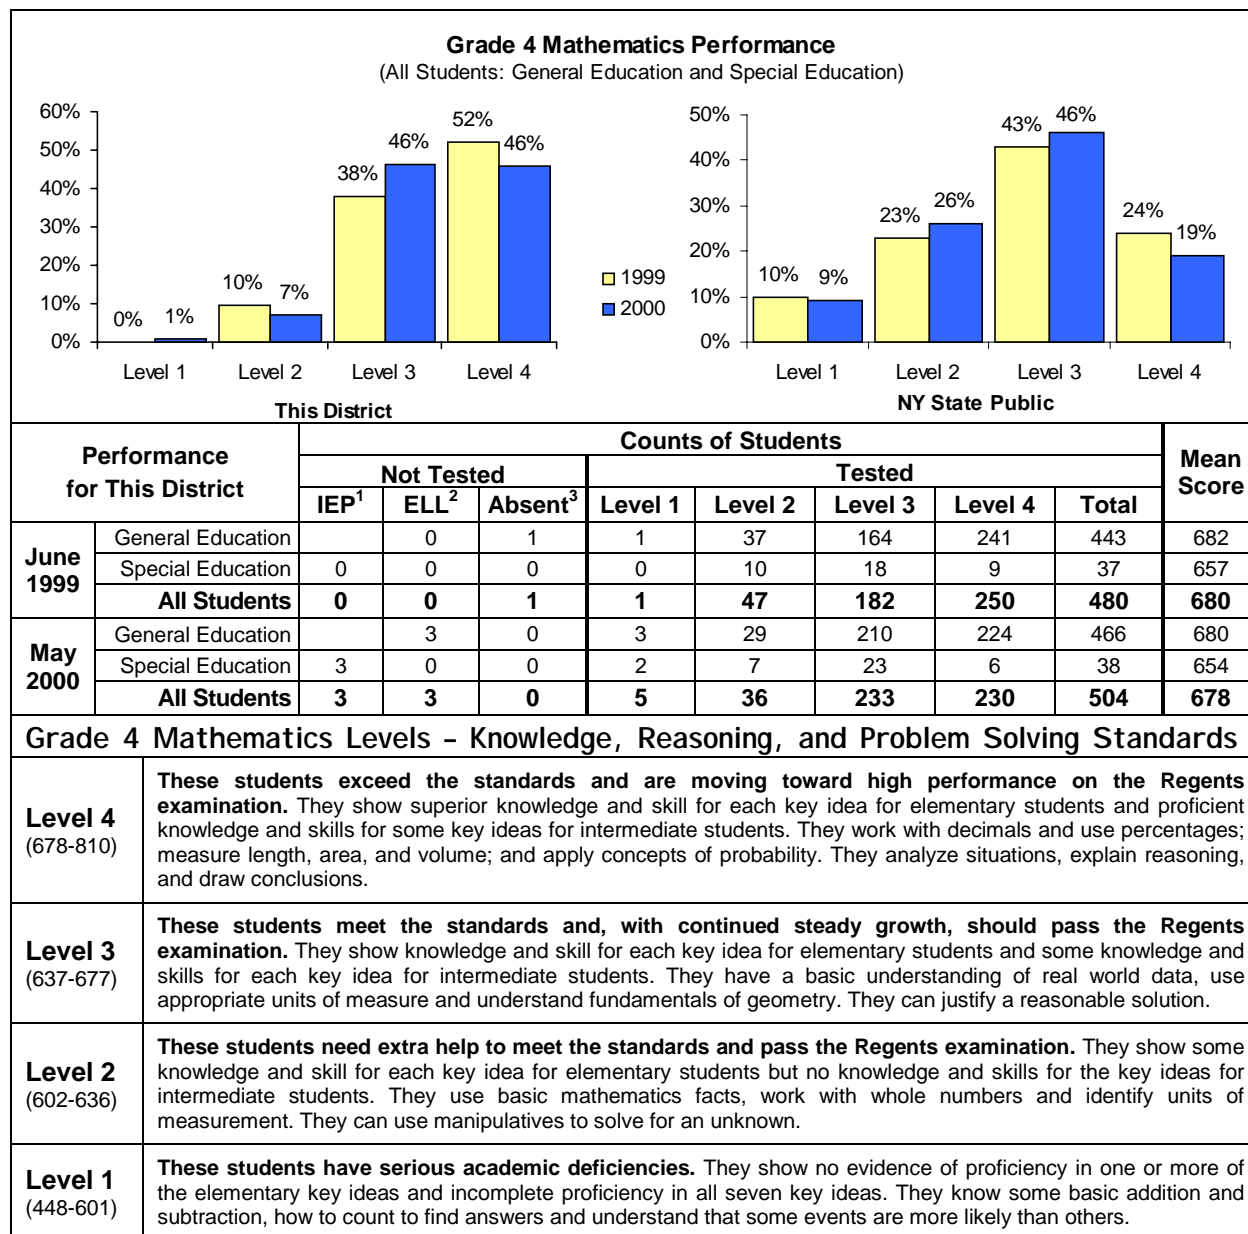 Grade 4 Mathematics Performance
(All Students: General Education and Special Education)
60%
50%
40%
30%
20%
10%
0%
0%
1%
10%
7%
38%
46%
52%
46%
Level 1
Level 2
Level 3
Level 4
This District
1999
2000
50%
40%
30%
20%
10%
0%
10%
9%
23%
26%
43%
46%
24%
19%
Level 1
Level 2
Level 3
Level 4
NY State Public
Performance for This District
Counts of Students
Mean Score
Not Tested
Tested
IEP1 ELL2 Absent3 Level 1 Level 2 Level 3 Level 4 Total
June 1999
General Education 0 1 1 37 164 241 443 682
Special Education 0 0 0 0 10 18 9 37 657
All Students 0 0 1 1 47 182 250 480 680
May 2000
General Education 3 0 3 29 210 224 466 680
Special Education 3 0 0 2 7 23 6 38 654
All Students 3 3 0 5 36 233 230 504 678
Grade 4 Mathematics Levels – Knowledge, Reasoning, and Problem Solving Standards
Level 4
(678-810)
These students exceed the standards and are moving toward high performance on the Regents
examination. They show superior knowledge and skill for each key idea for elementary students and proficient
knowledge and skills for some key ideas for intermediate students. They work with decimals and use percentages;
measure length, area, and volume; and apply concepts of probability. They analyze situations, explain reasoning,
and draw conclusions.
Level 3
(637-677)
These students meet the standards and, with continued steady growth, should pass the Regents
examination. They show knowledge and skill for each key idea for elementary students and some knowledge and
skills for each key idea for intermediate students. They have a basic understanding of real world data, use
appropriate units of measure and understand fundamentals of geometry. They can justify a reasonable solution.
Level 2
(602-636)
These students need extra help to meet the standards and pass the Regents examination. They show some
knowledge and skill for each key idea for elementary students but no knowledge and skills for the key ideas for
intermediate students. They use basic mathematics facts, work with whole numbers and identify units of
measurement. They can use manipulatives to solve for an unknown.
Level 1
(448-601)
These students have serious academic deficiencies. They show no evidence of proficiency in one or more of
the elementary key ideas and incomplete proficiency in all seven key ideas. They know some basic addition and
subtraction, how to count to find answers and understand that some events are more likely than others.